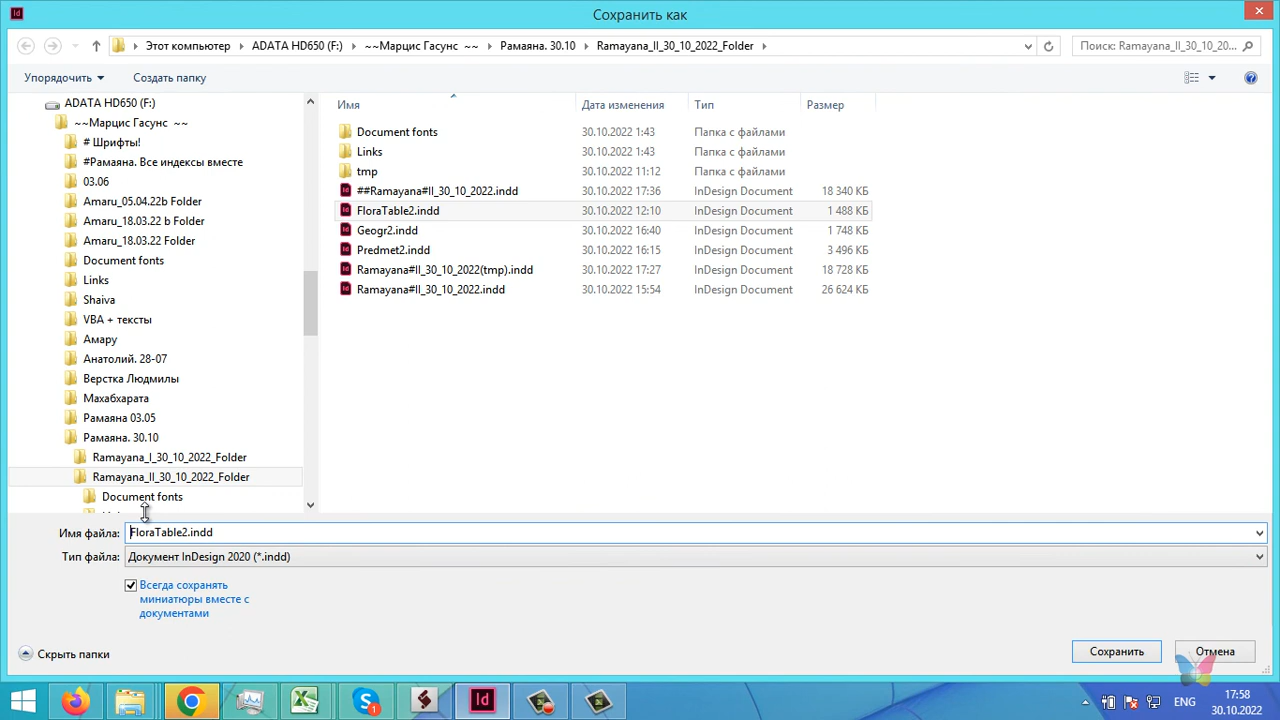 Сохранить как
Этот компьютер ADATA HD650 (F:) ~~Марцис Гасунс ~~ Рамаяна. 30.10 Ramayana_II_30_10_2022_Folder Поиск: Ramayana_II_30_10_20...
Упорядочить Создать папку
ADATA HD650 (F:)
~~Марцис Гасунс ~~
# Шрифты!
#Рамаяна. Все индексы вместе
03.06
Amaru_05.04.22b Folder
Amaru_18.03.22 b Folder
Amaru_18.03.22 Folder
Document fonts
Links
Shaiva
VBA + тексты
Амару
Анатолий. 28-07
Верстка Людмилы
Махабхарата
Рамаяна 03.05
Рамаяна. 30.10
Ramayana_I_30_10_2022_Folder
Ramayana_II_30_10_2022_Folder
Document fonts
Имя Дата изменения Тип Размер
Document fonts 30.10.2022 1:43 Папка с файлами
Links 30.10.2022 1:43 Папка с файлами
tmp 30.10.2022 11:12 Папка с файлами
##Ramayana#II_30_10_2022.indd 30.10.2022 17:36 InDesign Document 18 340 КБ
FloraTable2.indd 30.10.2022 12:10 InDesign Document 1 488 КБ
Geogr2.indd 30.10.2022 16:40 InDesign Document 1 748 КБ
Predmet2.indd 30.10.2022 16:15 InDesign Document 3 496 КБ
Ramayana#II_30_10_2022(tmp).indd 30.10.2022 17:27 InDesign Document 18 728 КБ
Ramayana#II_30_10_2022.indd 30.10.2022 15:54 InDesign Document 26 624 КБ
Имя файла: FloraTable2.indd
Тип файла: Документ InDesign 2020 (*.indd)
Всегда сохранять
миниатюры вместе с
документами
Скрыть папки Сохранить Отмена
ENG 17:58
30.10.2022